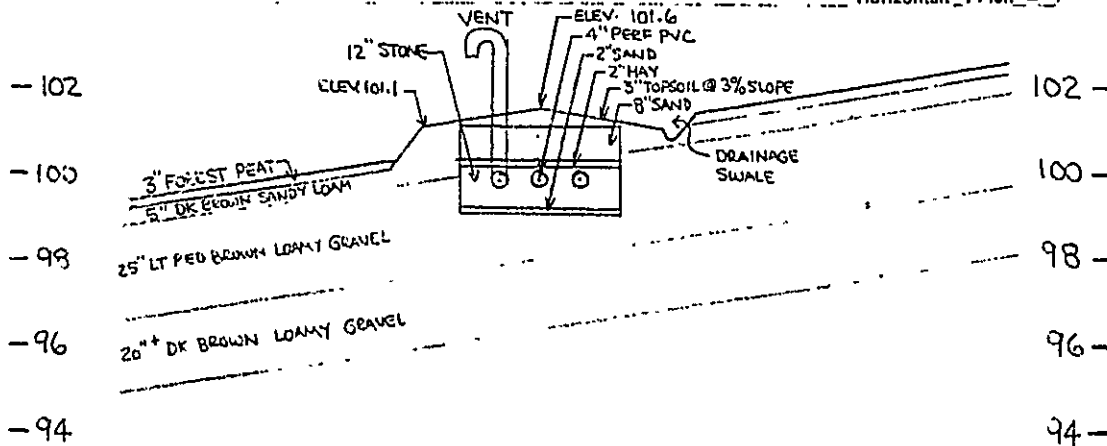 VENT
ELEV. 101.6
4" PERF PVC
12" STONE
2" SAND
2" HAY
ELEV 101.1
3" TOPSOIL @ 3% SLOPE
8" SAND
- 102
102 -
DRAINAGE
SWALE
- 100
100 -
3" FOREST PEAT
5" DK BROWN SANDY LOAM
- 98
98 -
25" LT RED BROWN LOAMY GRAVEL
- 96
96 -
20"+ DK BROWN LOAMY GRAVEL
- 94
94 -